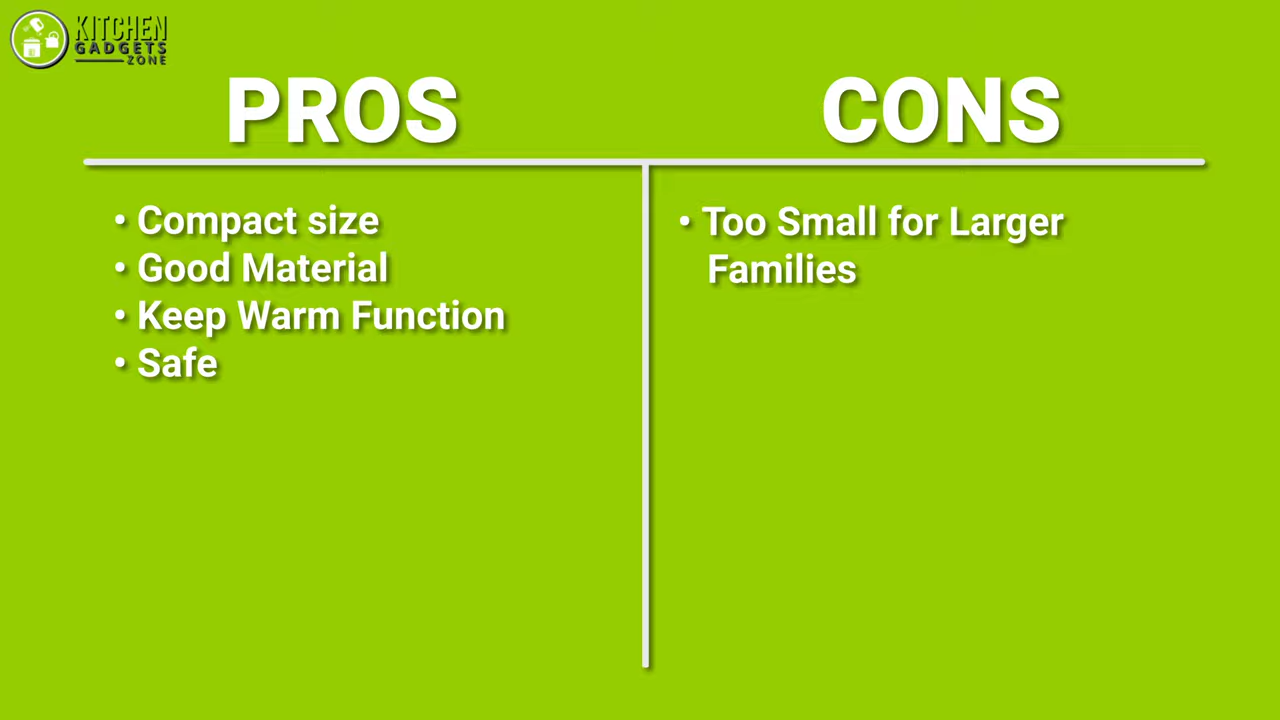 KITCHEN
GADGETS
ZONE
PROS
CONS
• Compact size
• Good Material
• Keep Warm Function
• Safe
• Too Small for Larger
Families